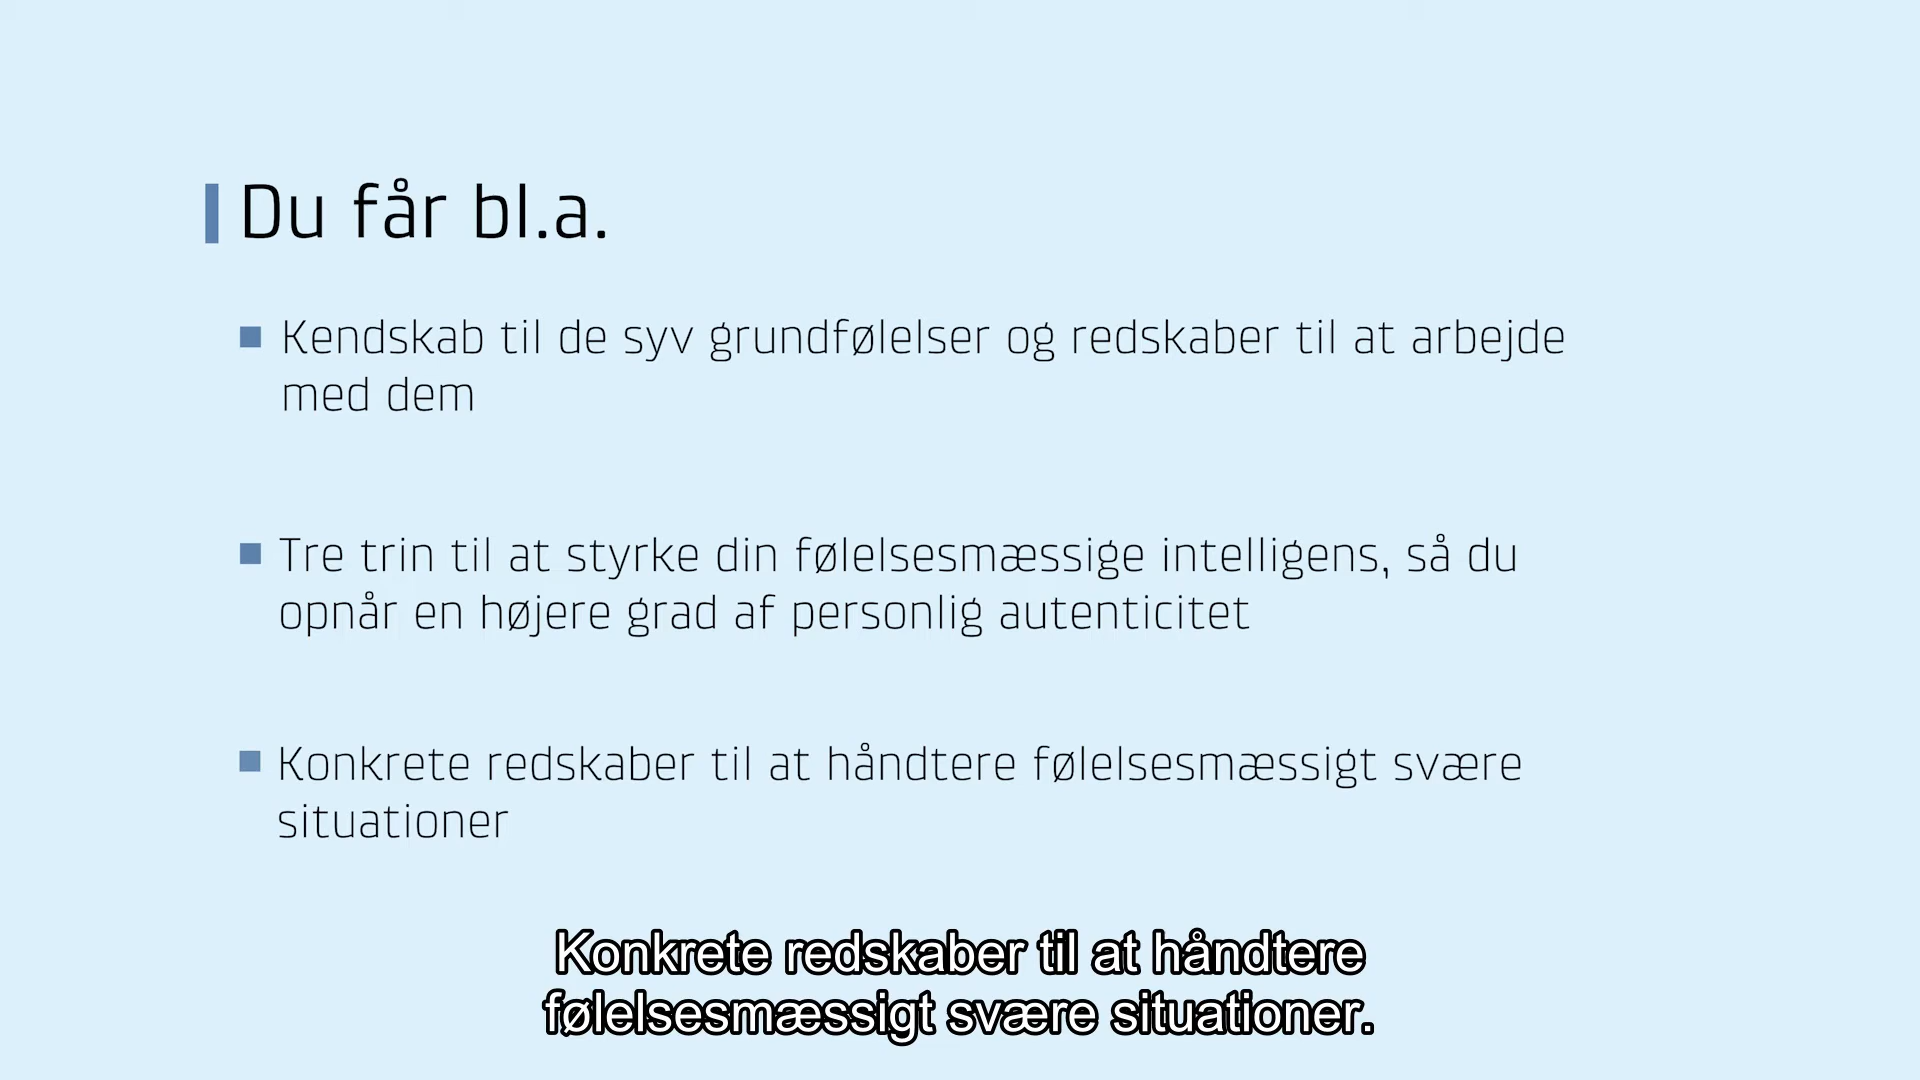 Du får bl.a.
Kendskab til de syv grundfølelser og redskaber til at arbejde
med dem
Tre trin til at styrke din følelsesmæssige intelligens, så du
opnår en højere grad af personlig autenticitet
Konkrete redskaber til at håndtere følelsesmæssigt svære
situationer
Konkrete redskaber til at håndtere
følelsesmæssigt svære situationer.